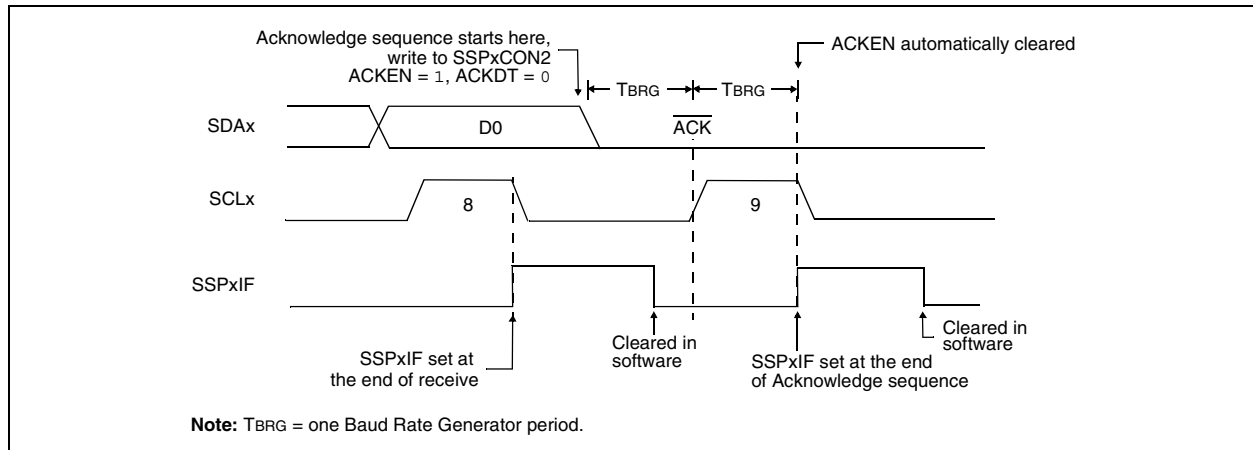 Acknowledge sequence starts here,
write to SSPxCON2
ACKEN = 1, ACKDT = 0
ACKEN automatically cleared
TBRG
TBRG
SDAx
D0
ACK
SCLx
8
9
SSPxIF
SSPxIF set at
the end of receive
Cleared in
software
SSPxIF set at the end
of Acknowledge sequence
Cleared in
software
Note: TBRG = one Baud Rate Generator period.